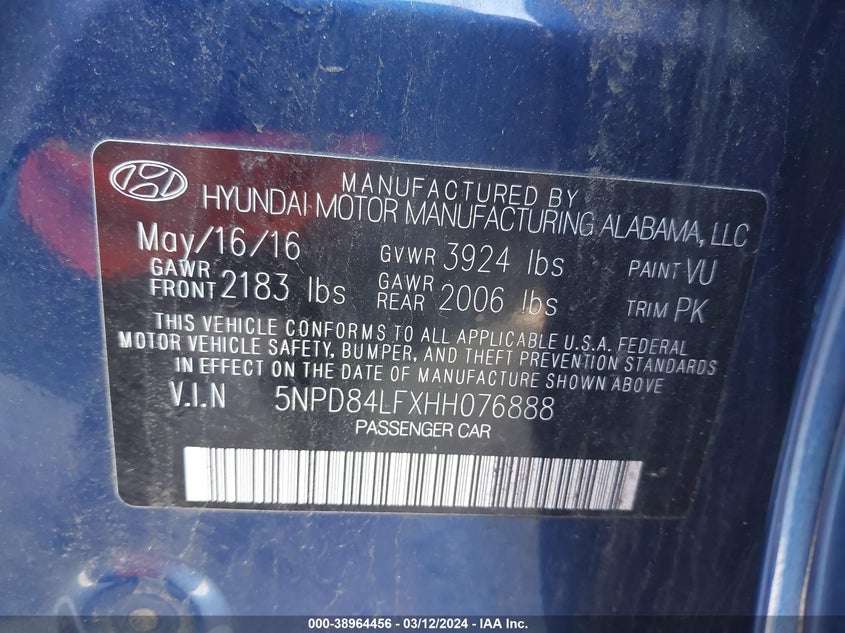 MANUFACTURED BY
HYUNDAI MOTOR MANUFACTURING ALABAMA, LLC
May/16/16 GVWR 3924 lbs PAINT VU
GAWR FRONT 2183 lbs GAWR REAR 2006 lbs TRIM PK
THIS VEHICLE CONFORMS TO ALL APPLICABLE U.S.A. FEDERAL
MOTOR VEHICLE SAFETY, BUMPER, AND THEFT PREVENTION STANDARDS
IN EFFECT ON THE DATE OF MANUFACTURE SHOWN ABOVE
V.I.N 5NPD84LFXHH076888
PASSENGER CAR
000-38964456 - 03/12/2024 - IAA Inc.